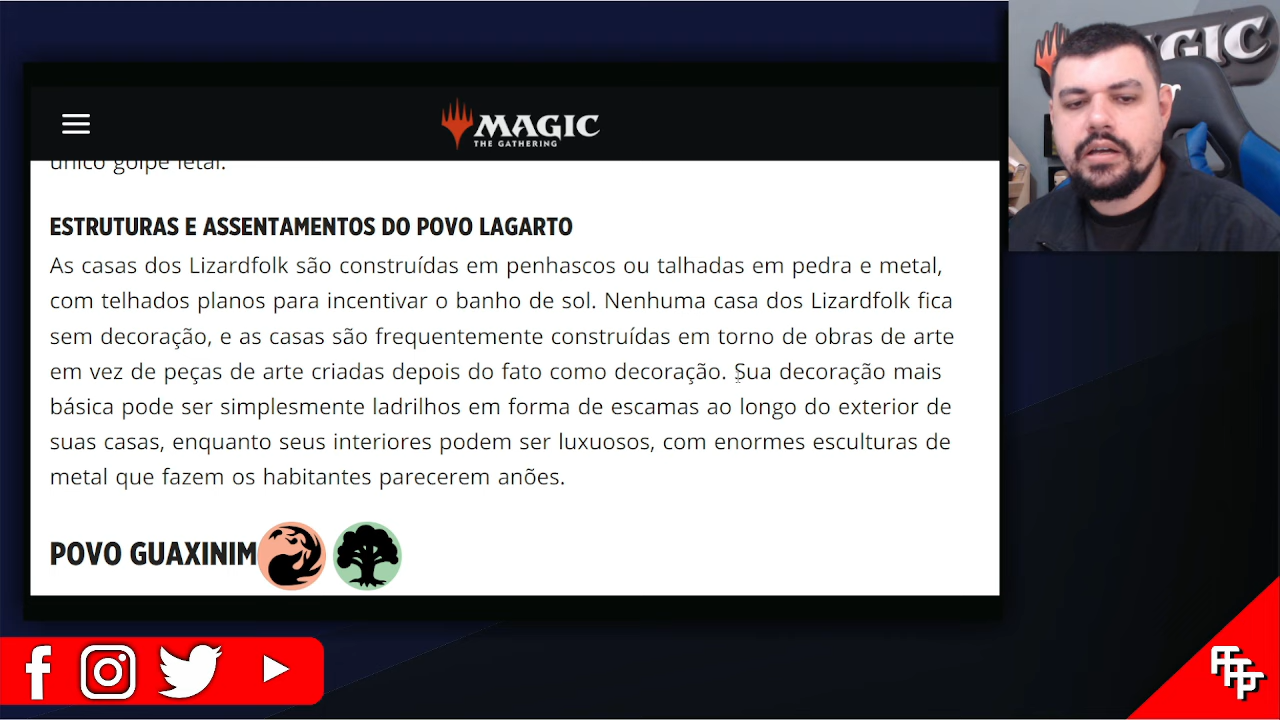 MAGIC
THE GATHERING
GIC
único golpe letal.
ESTRUTURAS E ASSENTAMENTOS DO POVO LAGARTO
As casas dos Lizardfolk são construídas em penhascos ou talhadas em pedra e metal,
com telhados planos para incentivar o banho de sol. Nenhuma casa dos Lizardfolk fica
sem decoração, e as casas são frequentemente construídas em torno de obras de arte
em vez de peças de arte criadas depois do fato como decoração. Sua decoração mais
básica pode ser simplesmente ladrilhos em forma de escamas ao longo do exterior de
suas casas, enquanto seus interiores podem ser luxuosos, com enormes esculturas de
metal que fazem os habitantes parecerem anões.
POVO GUAXINIM